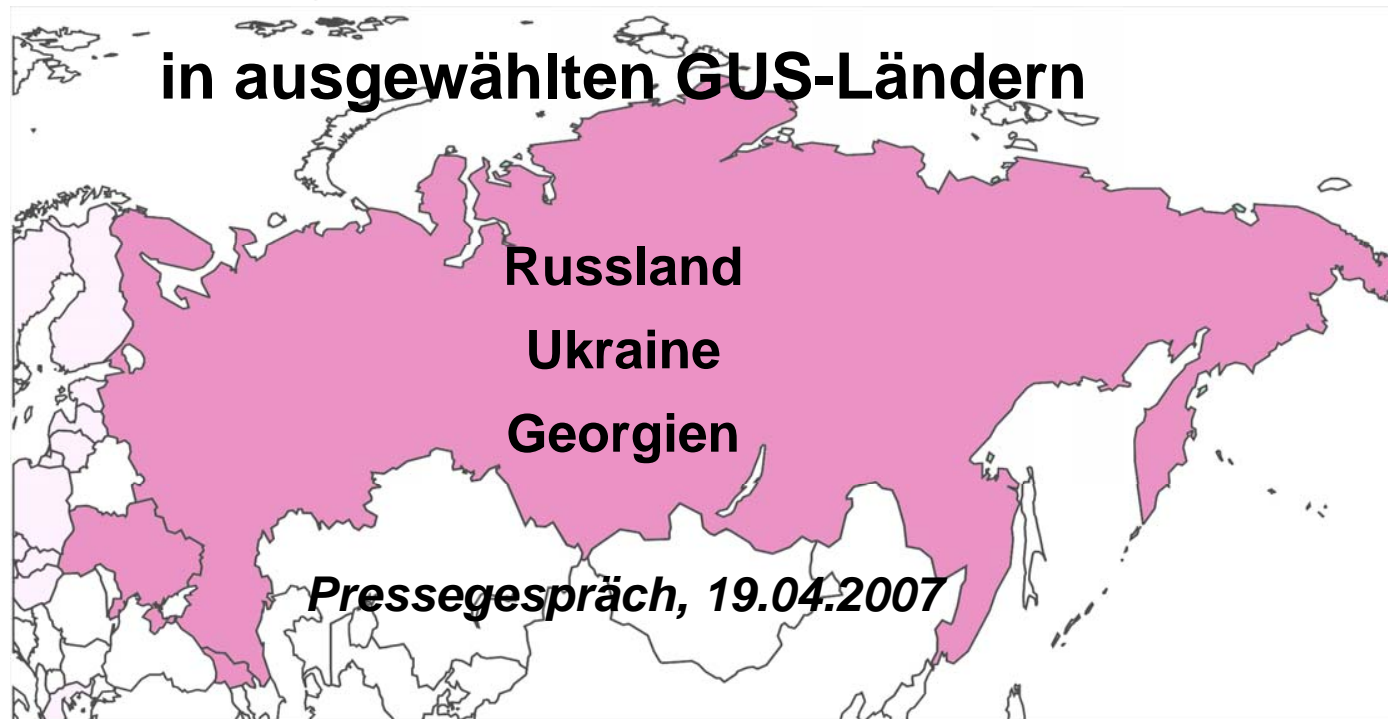 in ausgewählten GUS-Ländern
Russland
Ukraine
Georgien
Pressegespräch, 19.04.2007